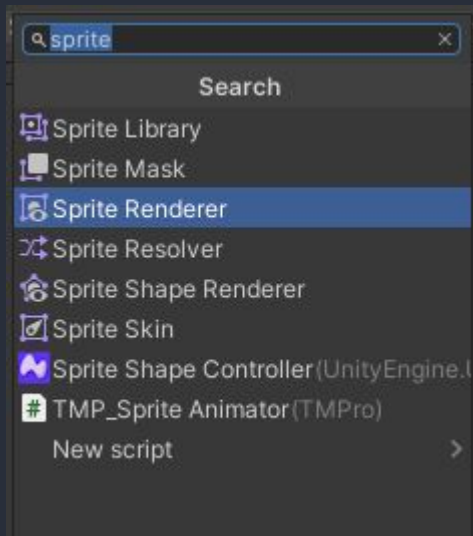 sprite
Search
Sprite Library
Sprite Mask
Sprite Renderer
Sprite Resolver
Sprite Shape Renderer
Sprite Skin
Sprite Shape Controller (UnityEngine.U
TMP_Sprite Animator (TMPro)
New script